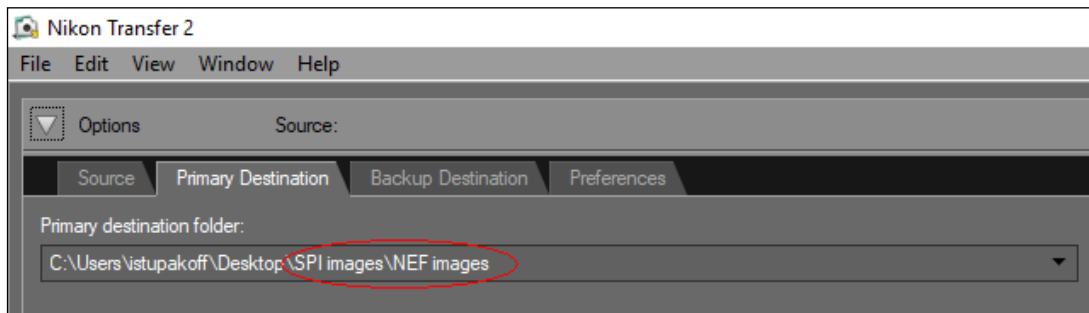 Nikon Transfer 2
File Edit View Window Help
Options Source:
Source Primary Destination Backup Destination Preferences
Primary destination folder:
C:\Users\istupakoff\Desktop\SPI images\NEF images